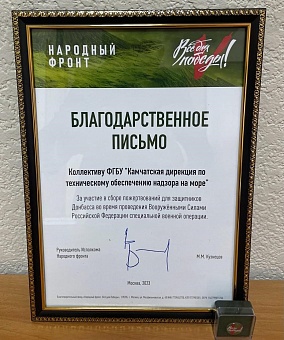 НАРОДНЫЙ
ФРОНТ
Всё для
победы!
БЛАГОДАРСТВЕННОЕ
ПИСЬМО
Коллективу ФГБУ "Камчатская дирекция по
техническому обеспечению надзора на море"
За участие в сборе пожертвований для защитников
Донбасса во время проведения Вооружёнными Силами
Российской Федерации специальной военной операции.
Руководитель Исполкома
Народного фронта
М.М. Кузнецов
Москва, 2023